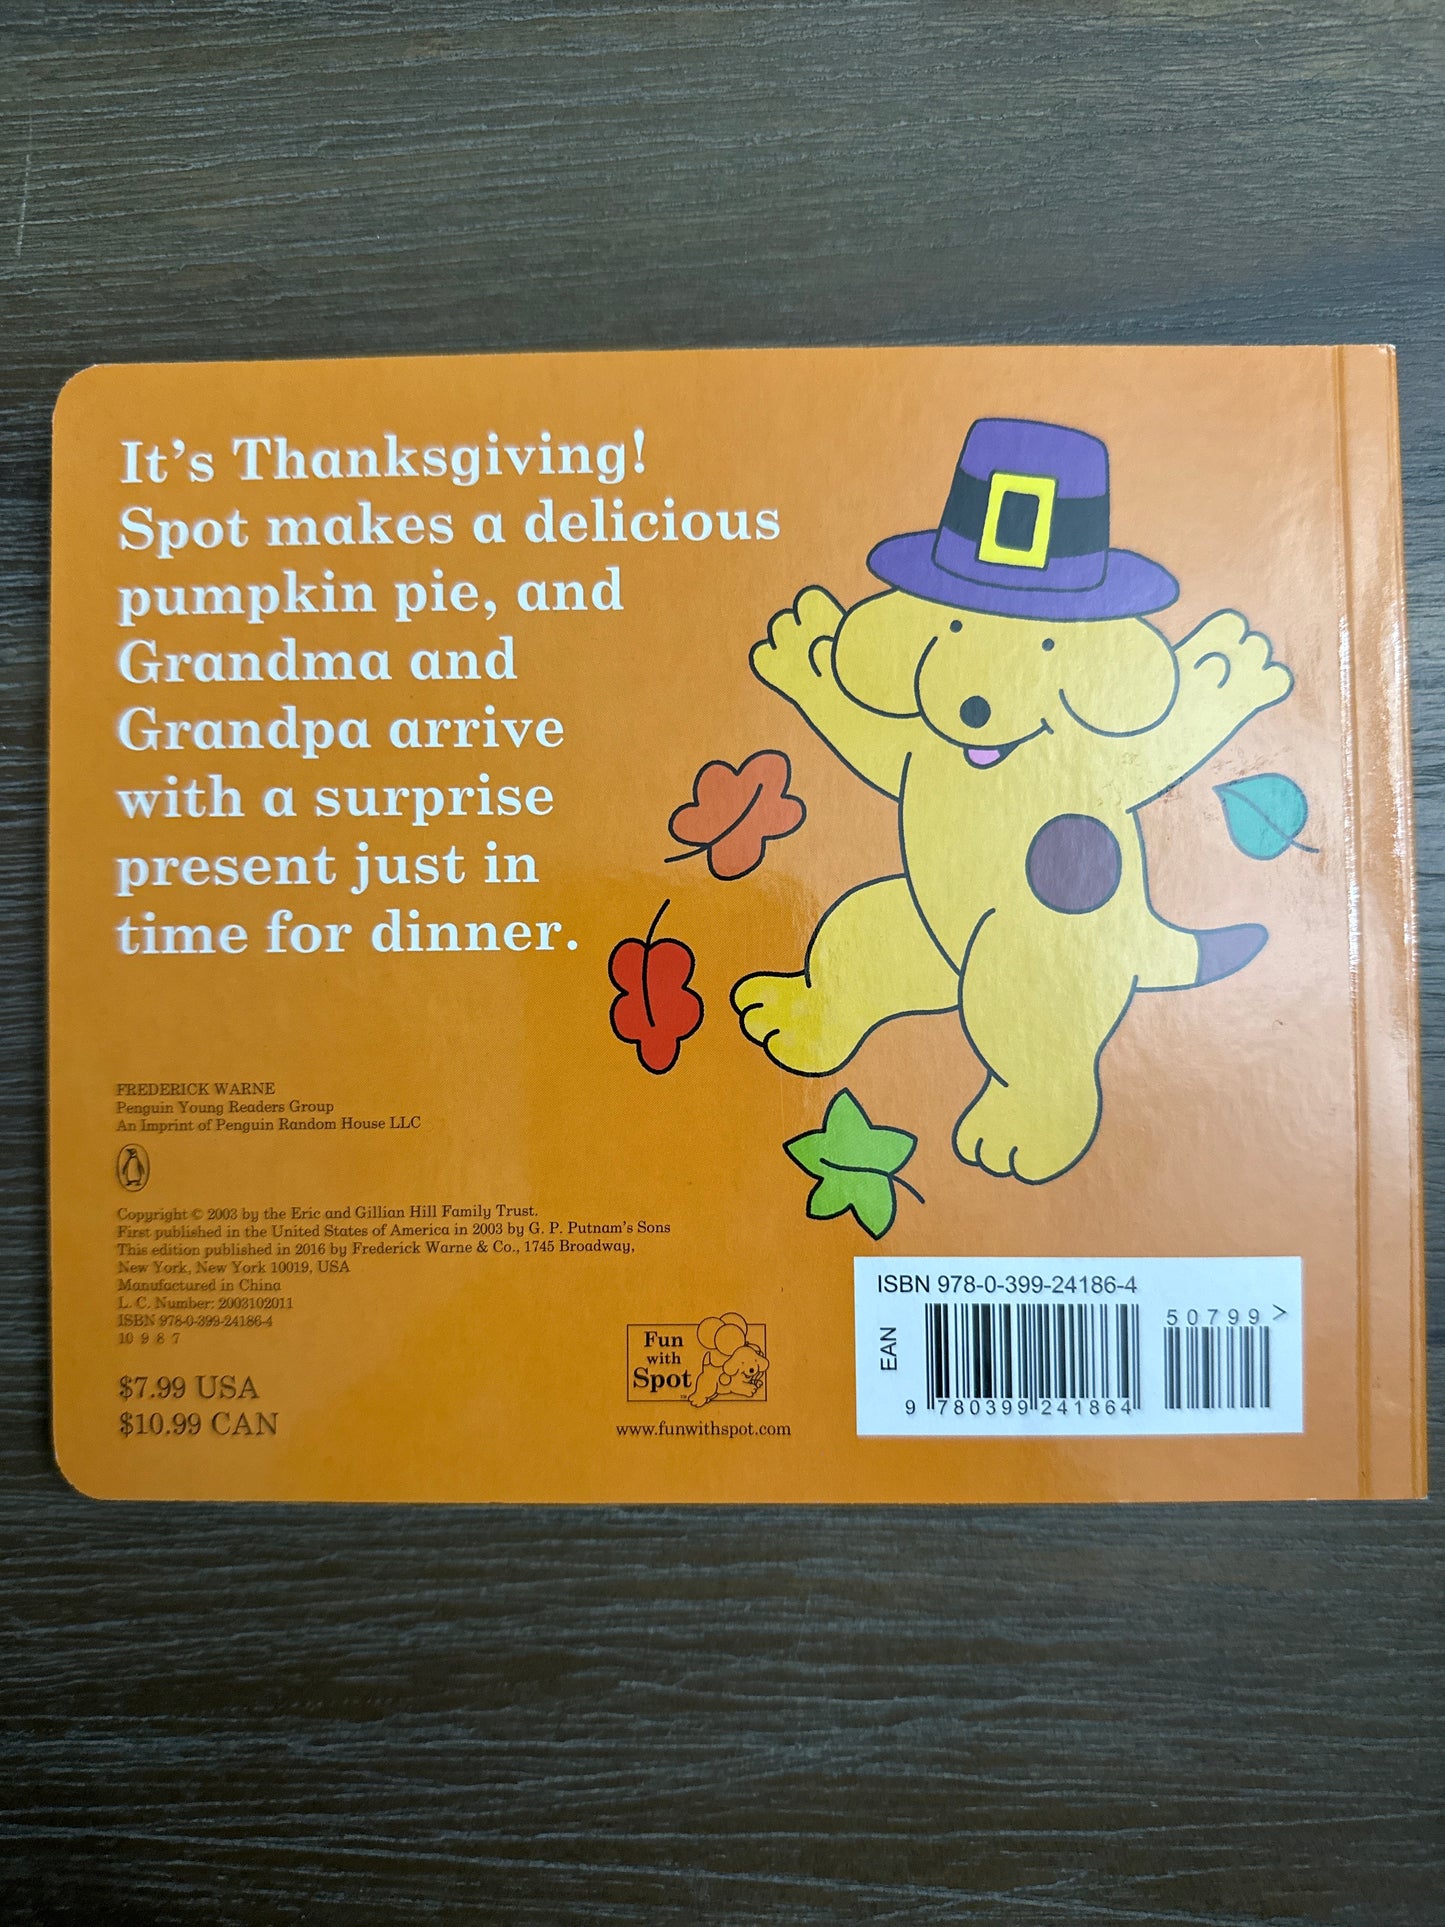 It's Thanksgiving!
Spot makes a delicious
pumpkin pie, and
Grandma and
Grandpa arrive
with a surprise
present just in
time for dinner.
FREDERICK WARNE
Penguin Young Readers Group
An Imprint of Penguin Random House LLC
Copyright © 2003 by the Eric and Gillian Hill Family Trust.
First published in the United States of America in 2003 by G. P. Putnam's Sons
This edition published in 2016 by Frederick Warne & Co., 1745 Broadway,
New York, New York 10019, USA
Manufactured in China
L. C. Number: 2003102011
ISBN 978-0-399-24186-4
10 9 8 7
$7.99 USA
$10.99 CAN
Fun
with
Spot™
www.funwithspot.com
ISBN 978-0-399-24186-4
50799>
EAN
9 780399 241864